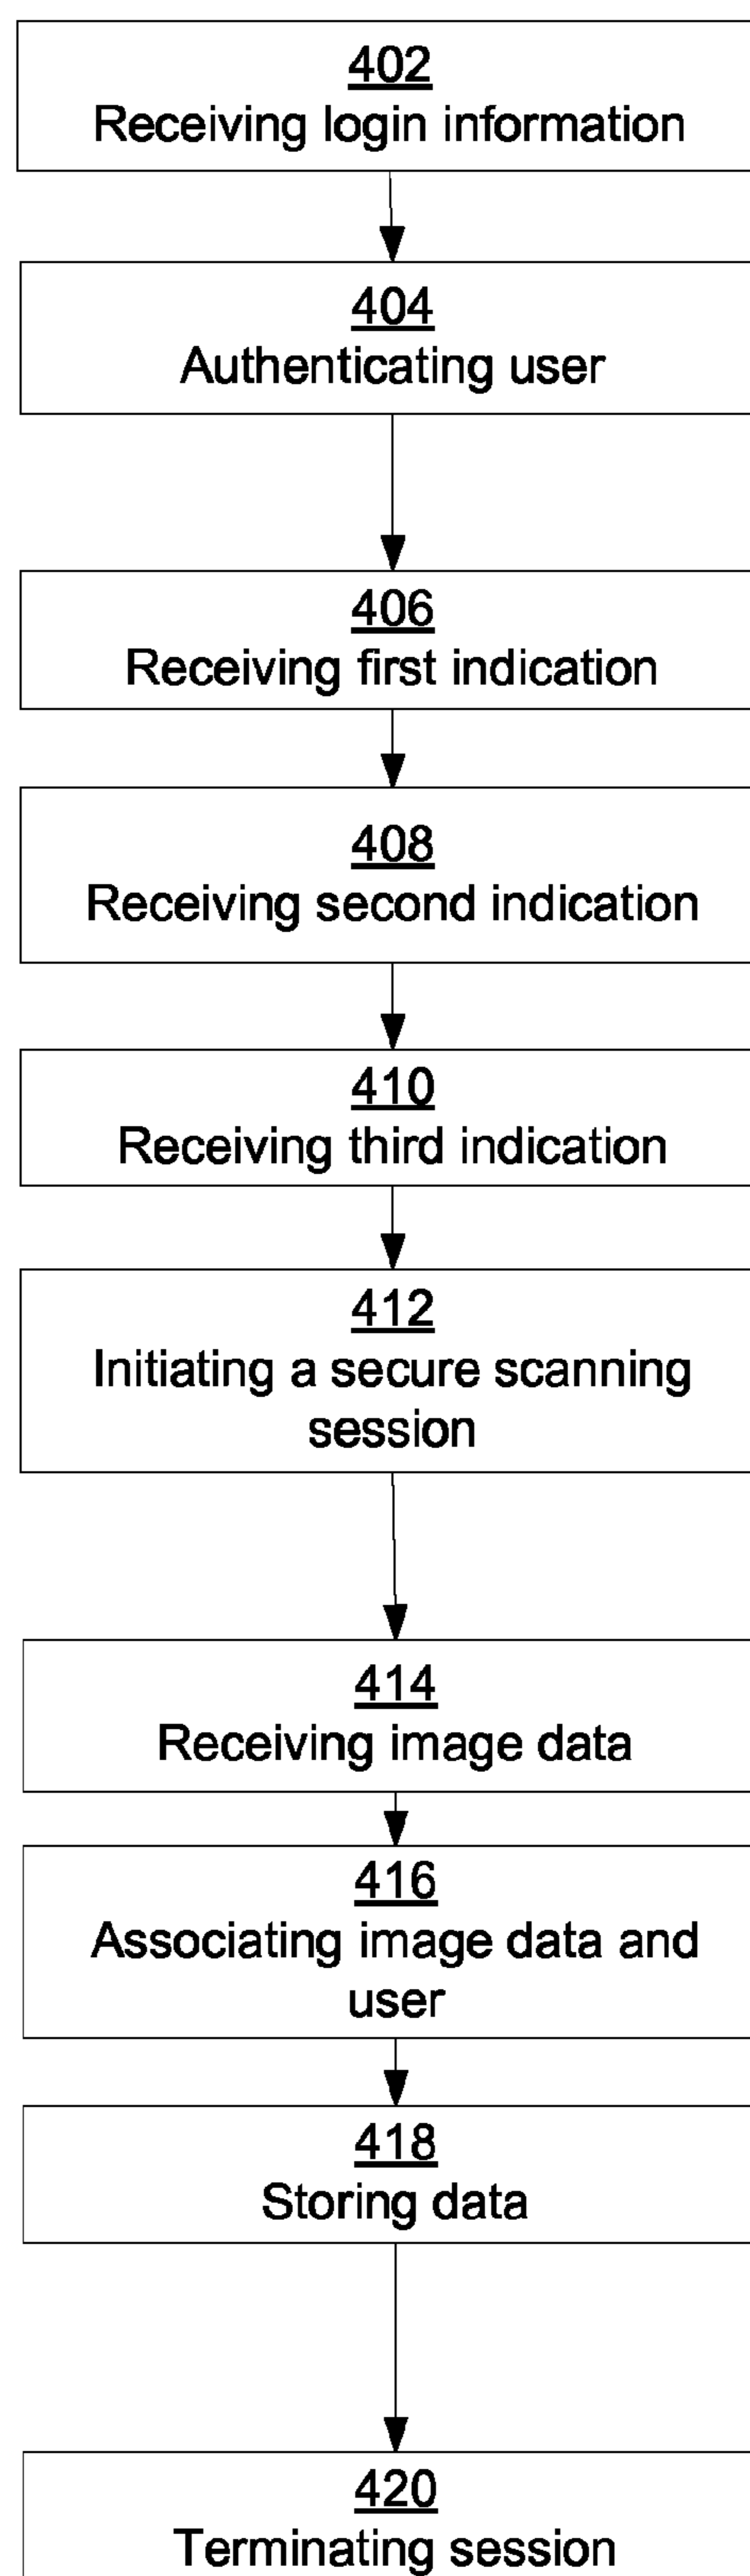 402
Receiving login information
404
Authenticating user
406
Receiving first indication
408
Receiving second indication
410
Receiving third indication
412
Initiating a secure scanning
session
414
Receiving image data
416
Associating image data and
user
418
Storing data
420
Terminating session